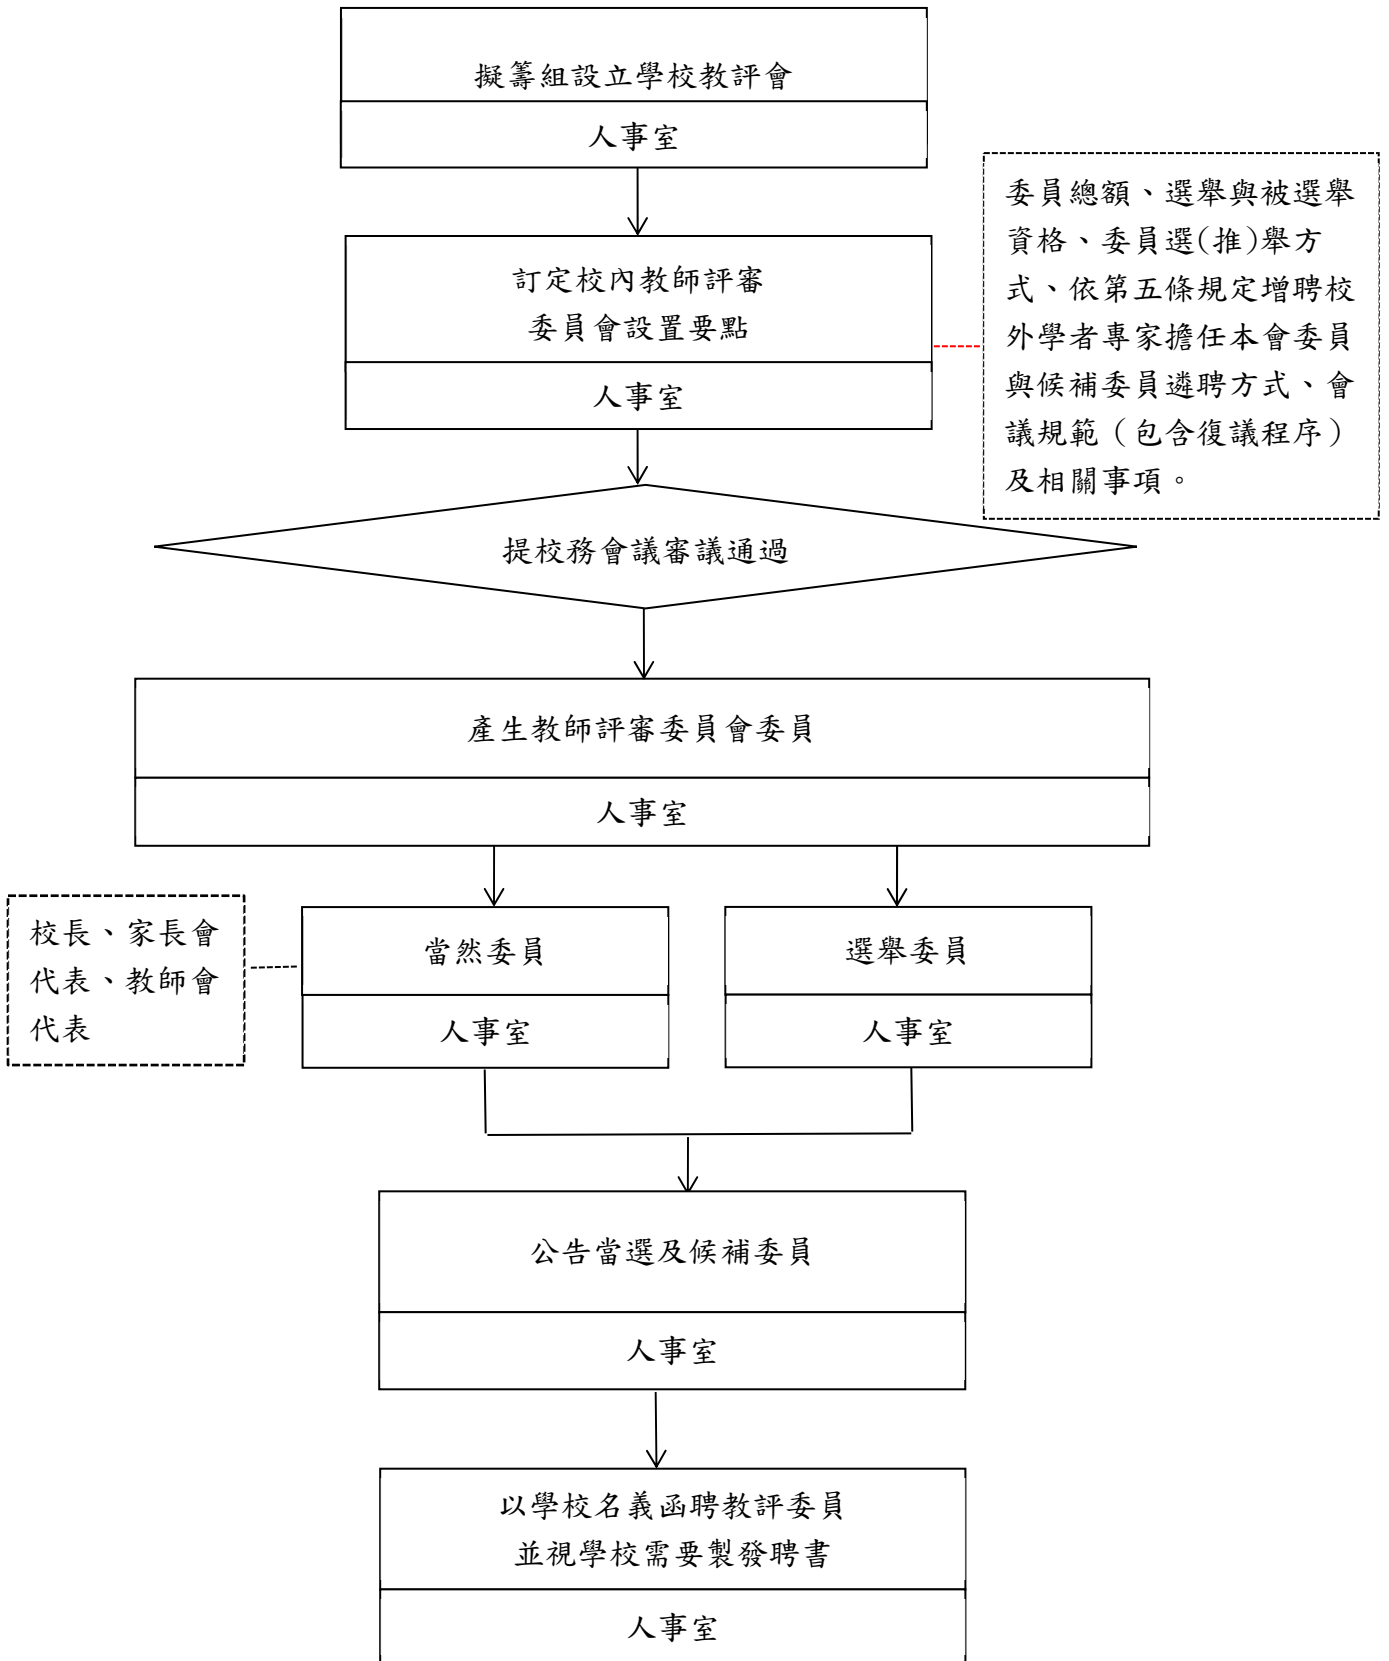 擬籌組設立學校教評會
人事室
訂定校內教師評審
委員會設置要點
人事室
委員總額、選舉與被選舉
資格、委員選(推)舉方
式、依第五條規定增聘校
外學者專家擔任本會委員
與候補委員遴聘方式、會
議規範（包含復議程序）
及相關事項。
提校務會議審議通過
產生教師評審委員會委員
人事室
校長、家長會
代表、教師會
代表
當然委員
人事室
選舉委員
人事室
公告當選及候補委員
人事室
以學校名義函聘教評委員
並視學校需要製發聘書
人事室